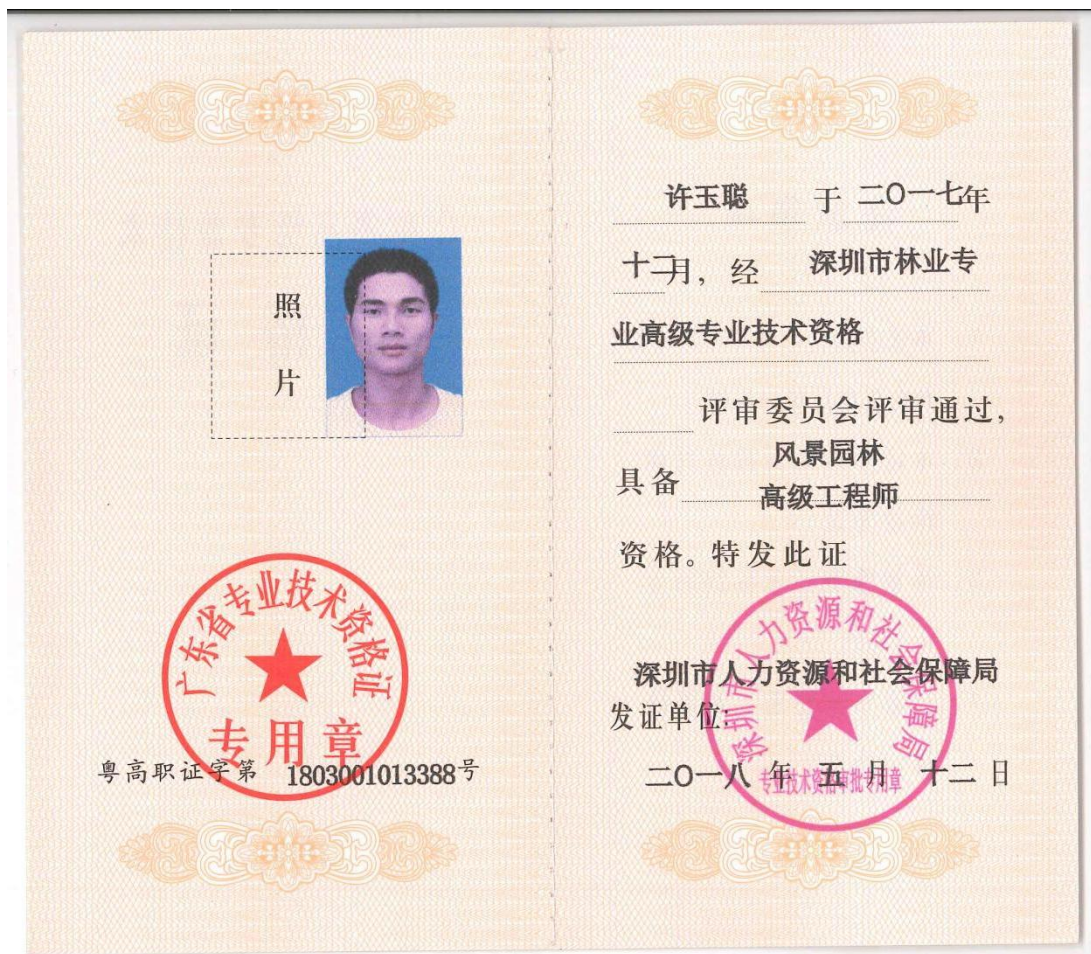 照
片
广东省专业技术资格证
专用章
粤高职证字第 1803001013388号
许玉聪 于 二〇一七年
十二月，经 深圳市林业专
业高级专业技术资格
评审委员会评审通过，
风景园林
具备
高级工程师
资格。特发此证
深圳市人力资源和社会保障局
深圳市人力资源和社会保障局
发证单位：
专业技术资格审批专用章
二〇一八 年 五 月 十二 日